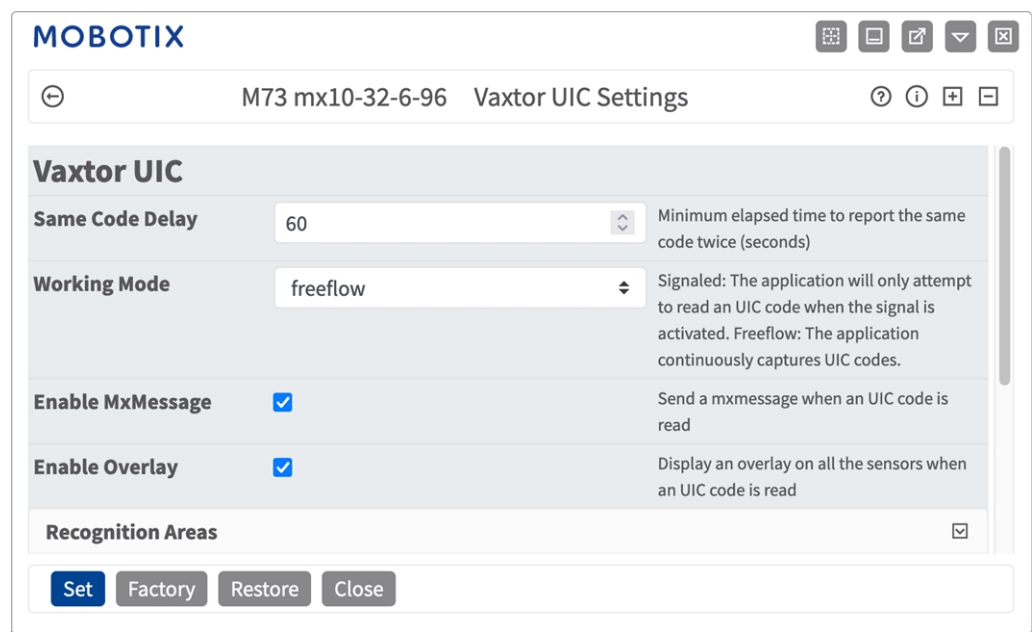 MOBOTIX
M73 mx10-32-6-96 Vaxtor UIC Settings
Vaxtor UIC
Same Code Delay
60
Minimum elapsed time to report the same
code twice (seconds)
Working Mode
freeflow
Signaled: The application will only attempt
to read an UIC code when the signal is
activated. Freeflow: The application
continuously captures UIC codes.
Enable MxMessage
Send a mxmessage when an UIC code is
read
Enable Overlay
Display an overlay on all the sensors when
an UIC code is read
Recognition Areas
Set Factory Restore Close